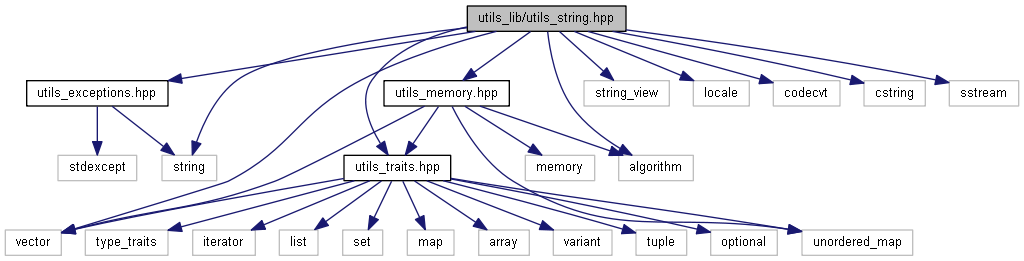 utils_lib/utils_string.hpp
utils_exceptions.hpp
utils_memory.hpp
string_view
locale
codecvt
cstring
sstream
stdexcept
string
utils_traits.hpp
memory
algorithm
vector
type_traits
iterator
list
set
map
array
variant
tuple
optional
unordered_map